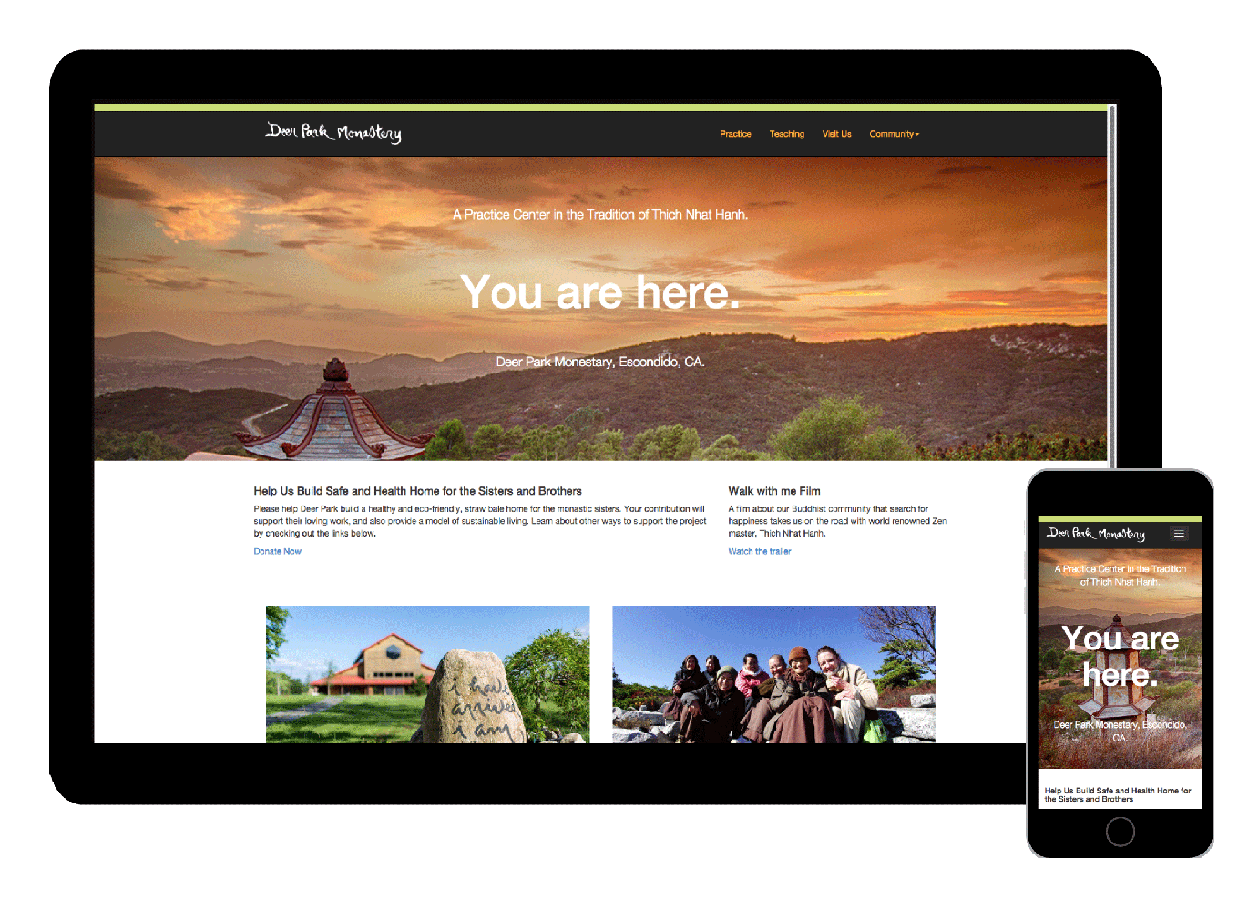 Deer Park Monastery
Practice Teaching Visit Us Community
A Practice Center in the Tradition of Thich Nhat Hanh.
You are here.
Deer Park Monestary, Escondido, CA.
Help Us Build Safe and Health Home for the Sisters and Brothers
Please help Deer Park build a healthy and eco-friendly, straw bale home for the monastic sisters. Your contribution will
support their loving work, and also provide a model of sustainable living. Learn about other ways to support the project
by checking out the links below.
Donate Now
Walk with me Film
A film about our Buddhist community that search for
happiness takes us on the road with world renowned Zen
master, Thich Nhat Hanh.
Watch the trailer
i have
arrived
i am
Deer Park Monastery
A Practice Center in the Tradition
of Thich Nhat Hanh.
You are
here.
Deer Park Monestary, Escondido,
CA.
Help Us Build Safe and Health Home for
the Sisters and Brothers